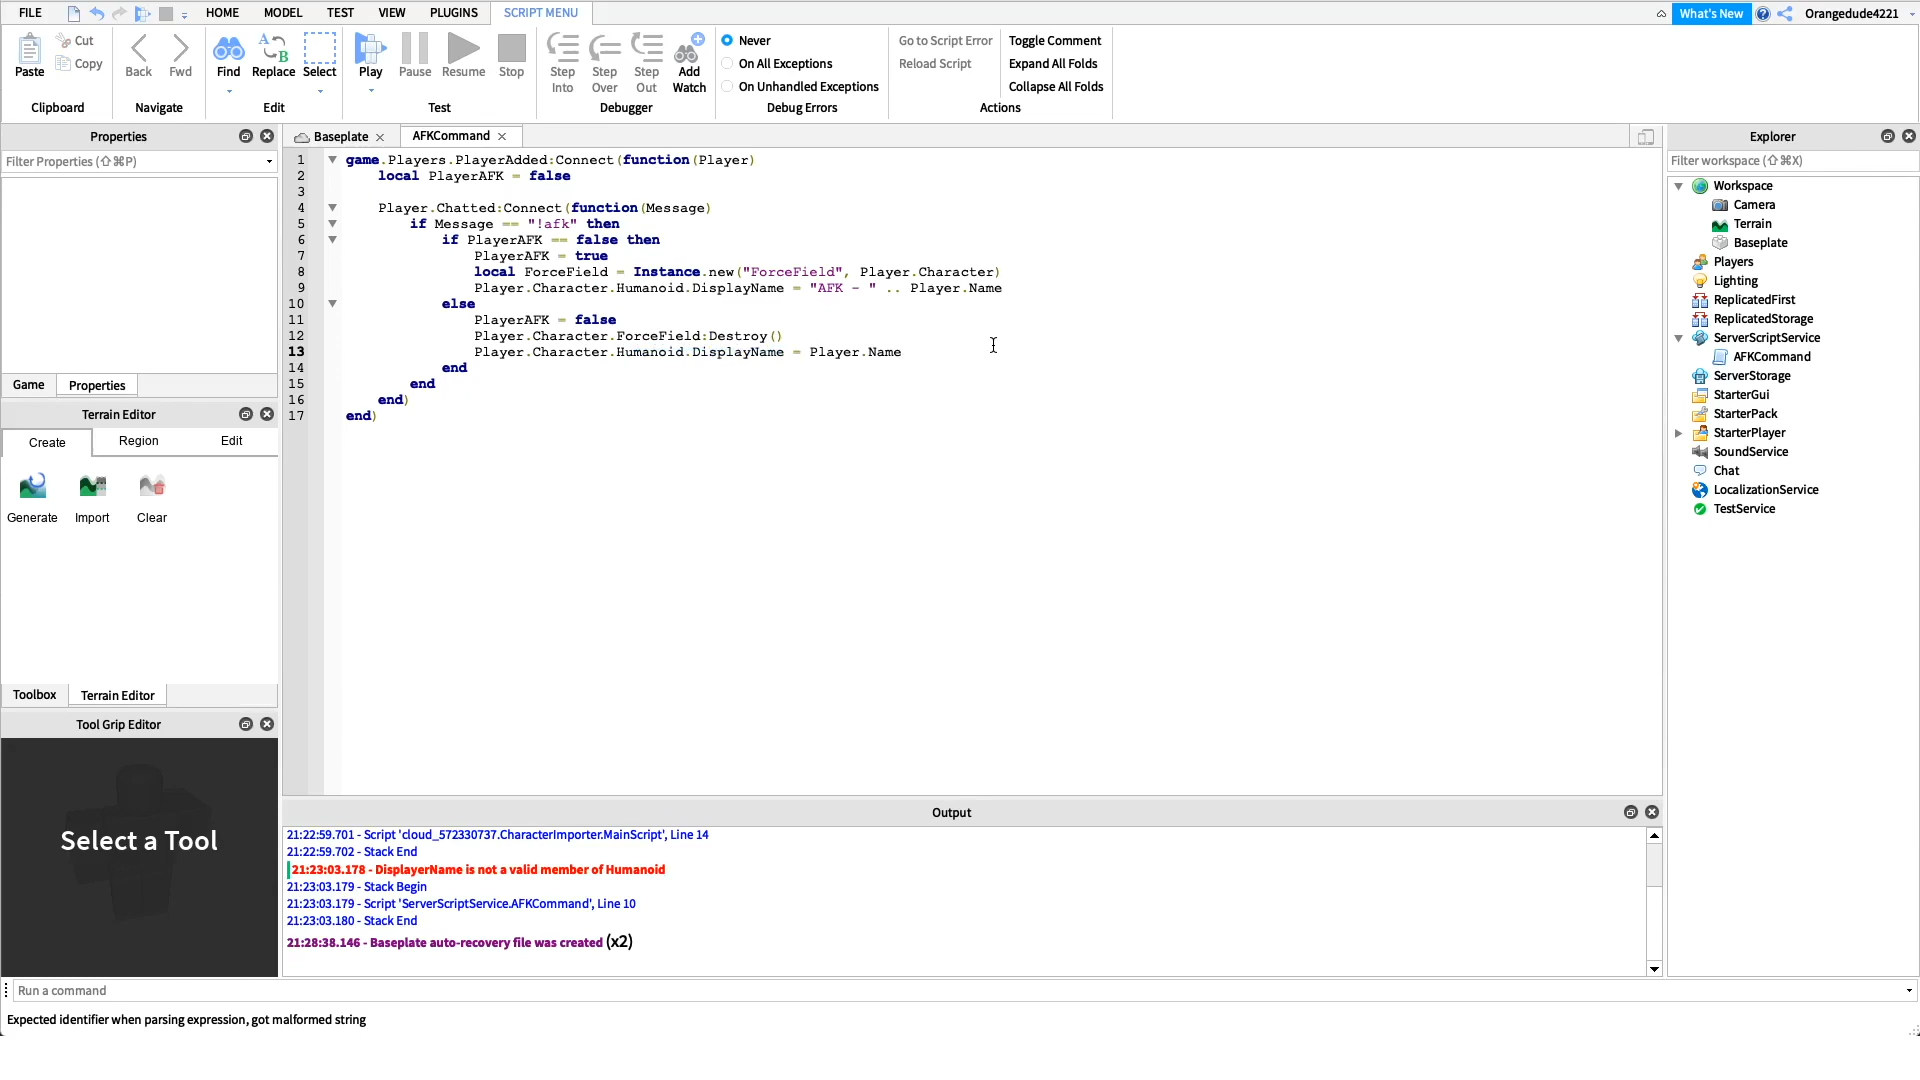 FILE HOME MODEL TEST VIEW PLUGINS SCRIPT MENU What's New Orangedude4221
Paste Cut Copy Clipboard
Back Fwd Navigate
Find Replace Select Edit
Play Pause Resume Stop Test
Step Into Step Over Step Out Add Watch Debugger
Never
On All Exceptions
On Unhandled Exceptions
Debug Errors
Go to Script Error
Reload Script
Toggle Comment
Expand All Folds
Collapse All Folds
Actions
Properties
Filter Properties (⇧⌘P)
Game Properties
Terrain Editor
Create Region Edit
Generate Import Clear
Toolbox Terrain Editor
Tool Grip Editor
Select a Tool
Baseplate AFKCommand
1 game.Players.PlayerAdded:Connect(function(Player)
2     local PlayerAFK = false
3
4     Player.Chatted:Connect(function(Message)
5         if Message == "!afk" then
6             if PlayerAFK == false then
7                 PlayerAFK = true
8                 local ForceField = Instance.new("ForceField", Player.Character)
9                 Player.Character.Humanoid.DisplayName = "AFK - " .. Player.Name
10             else
11                 PlayerAFK = false
12                 Player.Character.ForceField:Destroy()
13                 Player.Character.Humanoid.DisplayName = Player.Name
14             end
15         end
16     end)
17 end)
Output
21:22:59.701 - Script 'cloud_572330737.CharacterImporter.MainScript', Line 14
21:22:59.702 - Stack End
21:23:03.178 - DisplayerName is not a valid member of Humanoid
21:23:03.179 - Stack Begin
21:23:03.179 - Script 'ServerScriptService.AFKCommand', Line 10
21:23:03.180 - Stack End
21:28:38.146 - Baseplate auto-recovery file was created (x2)
Explorer
Filter workspace (⇧⌘X)
Workspace
Camera
Terrain
Baseplate
Players
Lighting
ReplicatedFirst
ReplicatedStorage
ServerScriptService
AFKCommand
ServerStorage
StarterGui
StarterPack
StarterPlayer
SoundService
Chat
LocalizationService
TestService
Run a command
Expected identifier when parsing expression, got malformed string